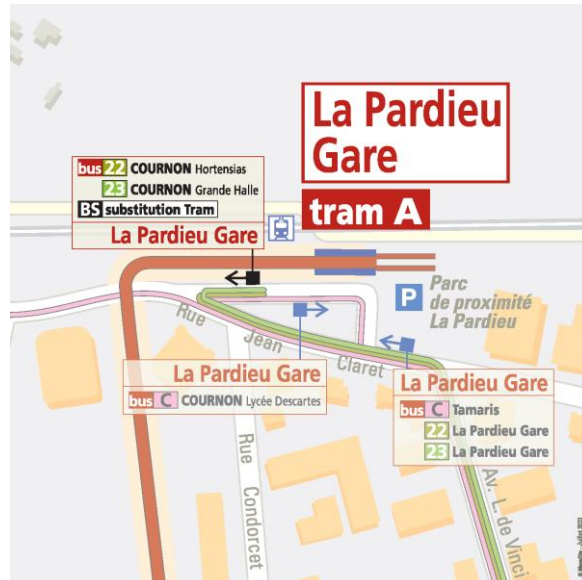 La Pardieu
Gare
tram A
bus 22 COURNON Hortensias
23 COURNON Grande Halle
BS substitution Tram
La Pardieu Gare
P
Parc
de proximité
La Pardieu
Rue Jean Claret
La Pardieu Gare
bus C COURNON Lycée Descartes
La Pardieu Gare
bus C Tamaris
22 La Pardieu Gare
23 La Pardieu Gare
Rue Condorcet
Av. L. de Vinci